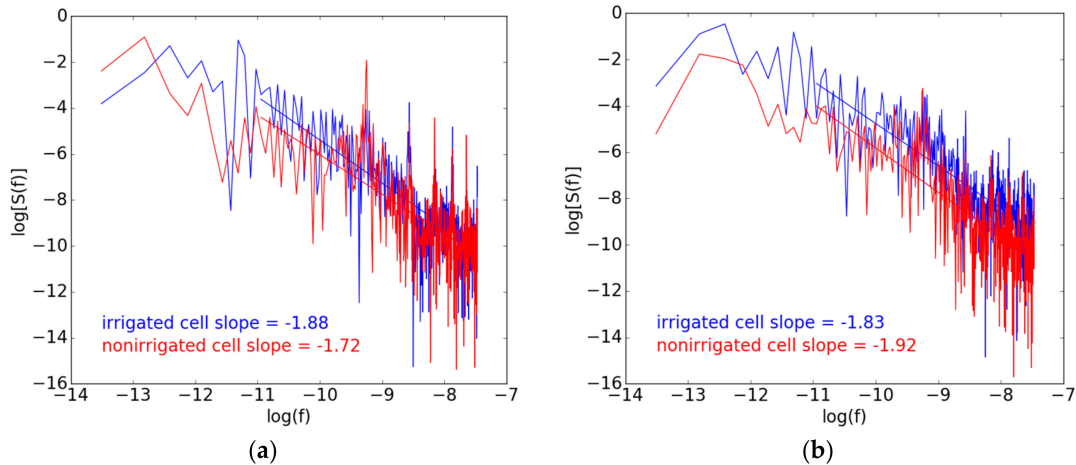 0
−2
−4
−6
−8
−10
−12
−14
−16
log[S(f)]
irrigated cell slope = -1.88
nonirrigated cell slope = -1.72
−14 −13 −12 −11 −10 −9 −8 −7
log(f)
(a)
0
−2
−4
−6
−8
−10
−12
−14
−16
log[S(f)]
irrigated cell slope = -1.83
nonirrigated cell slope = -1.92
−14 −13 −12 −11 −10 −9 −8 −7
log(f)
(b)